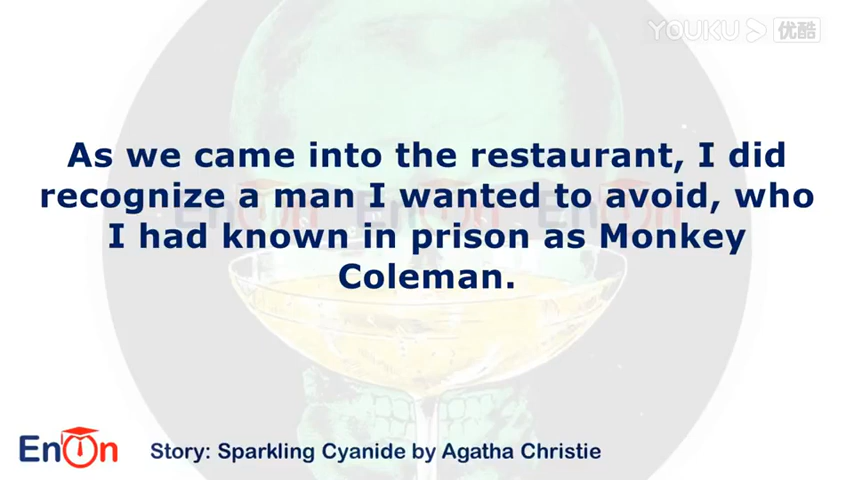 YOUKU 优酷
As we came into the restaurant, I did
recognize a man I wanted to avoid, who
I had known in prison as Monkey
Coleman.
EnOn
Story: Sparkling Cyanide by Agatha Christie